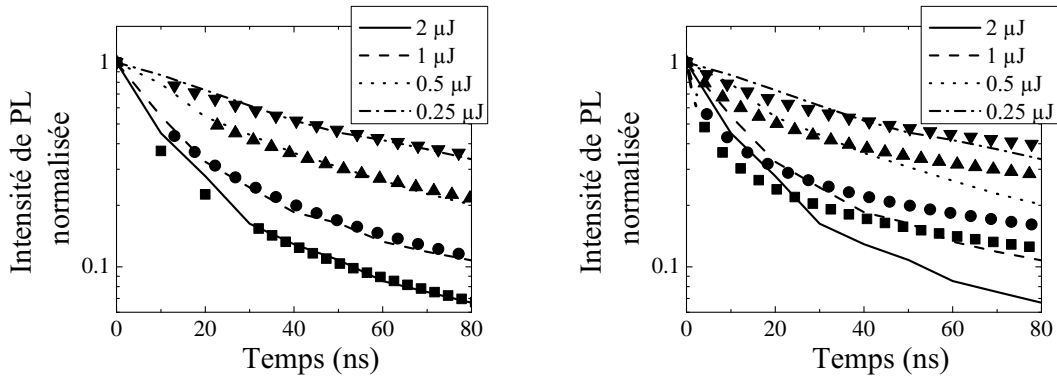 2 µJ
1 µJ
0.5 µJ
0.25 µJ
1
0.1
Intensité de PL
normalisée
0 20 40 60 80
Temps (ns)
2 µJ
1 µJ
0.5 µJ
0.25 µJ
1
0.1
Intensité de PL
normalisée
0 20 40 60 80
Temps (ns)